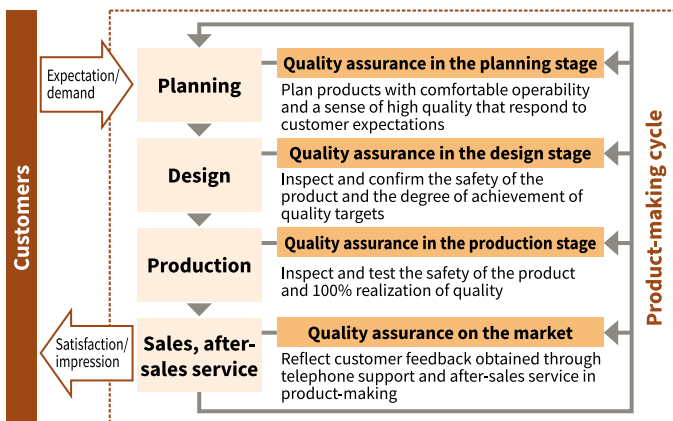 Customers
Expectation/
demand
Planning
Quality assurance in the planning stage
Plan products with comfortable operability
and a sense of high quality that respond to
customer expectations
Design
Quality assurance in the design stage
Inspect and confirm the safety of the
product and the degree of achievement of
quality targets
Production
Quality assurance in the production stage
Inspect and test the safety of the product
and 100% realization of quality
Satisfaction/
impression
Sales, after-
sales service
Quality assurance on the market
Reflect customer feedback obtained through
telephone support and after-sales service in
product-making
Product-making cycle